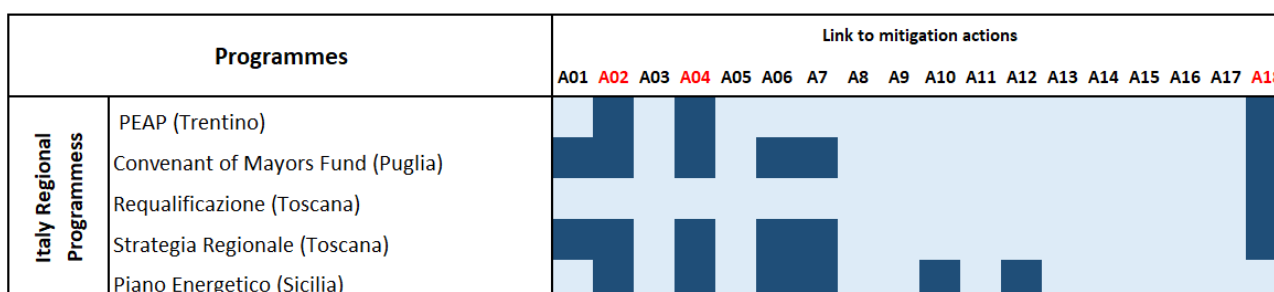 Programmes
Link to mitigation actions
A01 A02 A03 A04 A05 A06 A7 A8 A9 A10 A11 A12 A13 A14 A15 A16 A17
Italy Regional
Programmess
PEAP (Trentino)
Convenant of Mayors Fund (Puglia)
Requalificazione (Toscana)
Strategia Regionale (Toscana)
Piano Energetico (Sicilia)